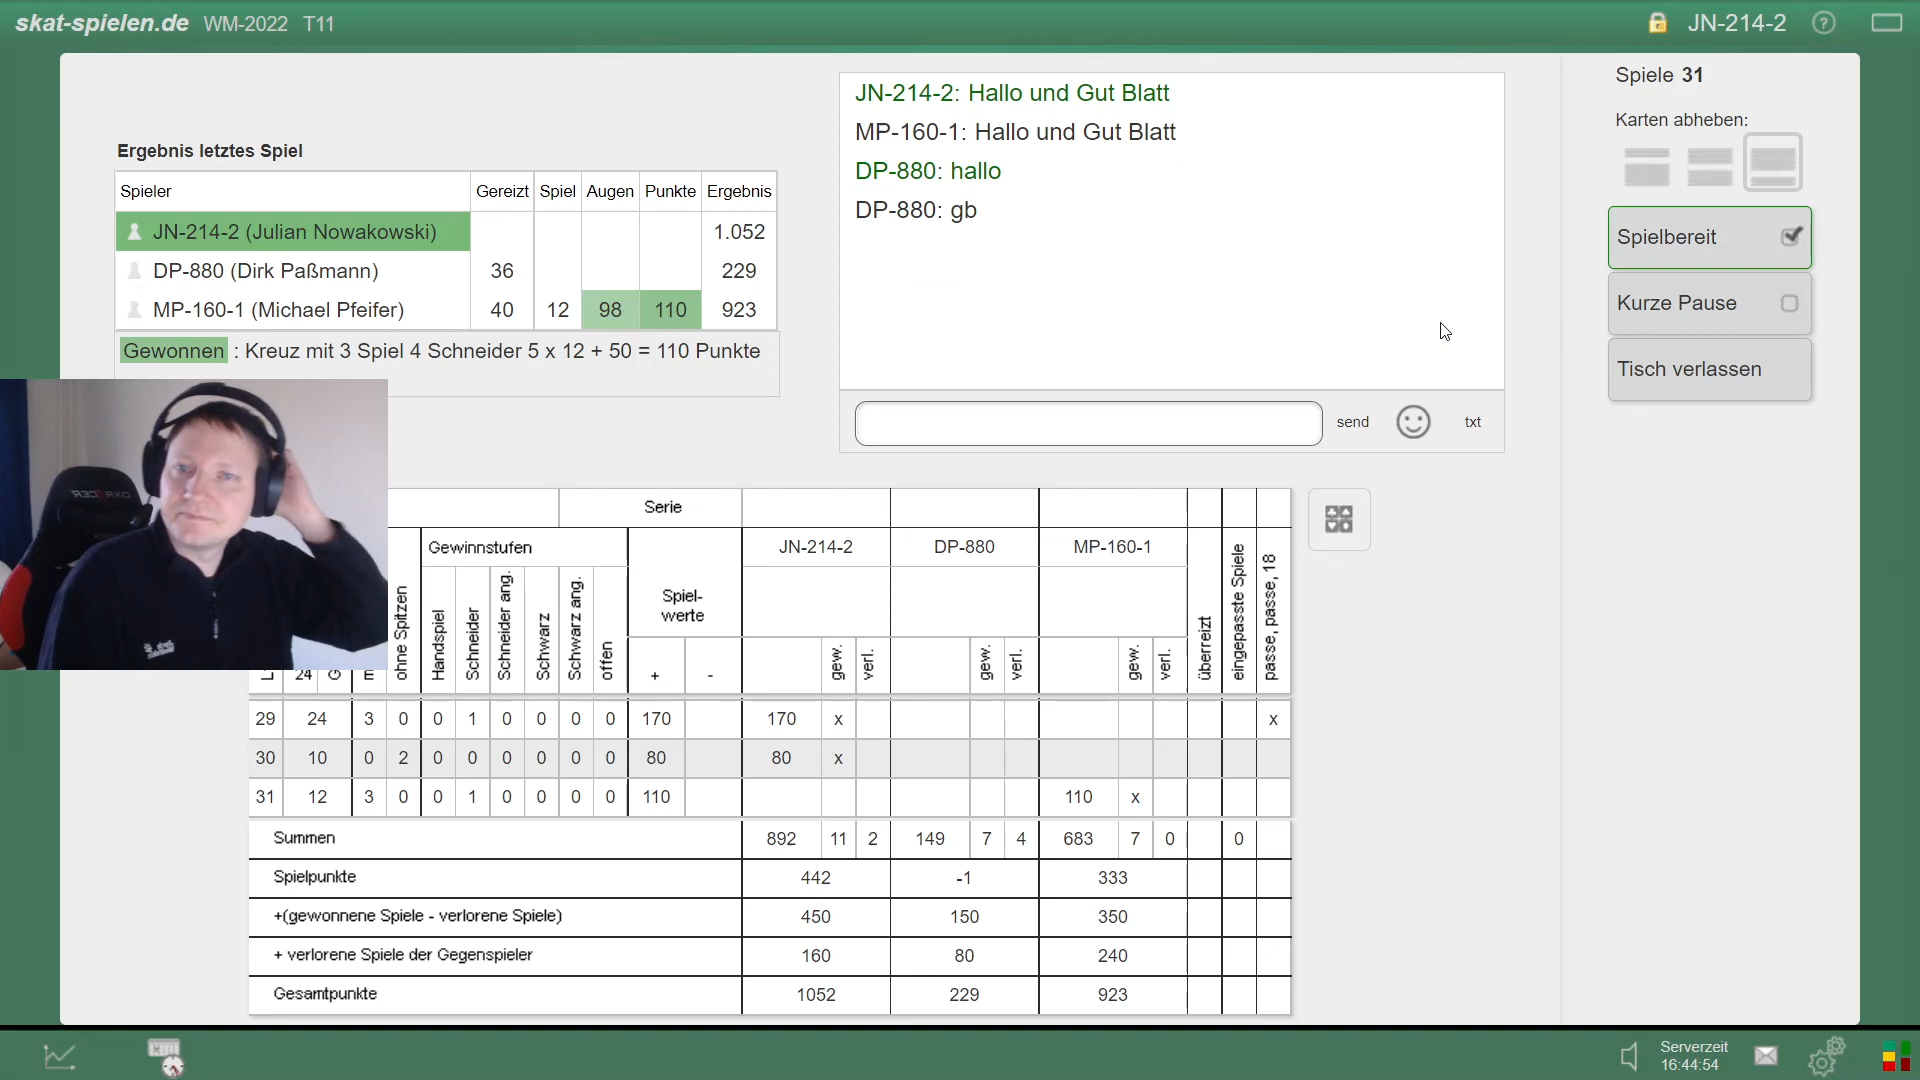 skat-spielen.de WM-2022 T11
JN-214-2
Spiele 31
Karten abheben:
Spielbereit
Kurze Pause
Tisch verlassen
JN-214-2: Hallo und Gut Blatt
MP-160-1: Hallo und Gut Blatt
DP-880: hallo
DP-880: gb
send
txt
Ergebnis letztes Spiel
Spieler Gereizt Spiel Augen Punkte Ergebnis
JN-214-2 (Julian Nowakowski) 1.052
DP-880 (Dirk Paßmann) 36 229
MP-160-1 (Michael Pfeifer) 40 12 98 110 923
Gewonnen : Kreuz mit 3 Spiel 4 Schneider 5 x 12 + 50 = 110 Punkte
Serie
Gewinnstufen
JN-214-2 DP-880 MP-160-1
Spiel-
werte
ohne Spitzen
Handspiel
Schneider
Schneider ang.
Schwarz
Schwarz ang.
offen
+ -
gew. verl. gew. verl. gew. verl.
überreizt
eingepasste Spiele
passe, passe, 18
24 G
29 24 3 0 0 1 0 0 0 0 170 170 x x
30 10 0 2 0 0 0 0 0 0 80 80 x
31 12 3 0 0 1 0 0 0 0 110 110 x
Summen 892 11 2 149 7 4 683 7 0 0
Spielpunkte 442 -1 333
+(gewonnene Spiele - verlorene Spiele) 450 150 350
+ verlorene Spiele der Gegenspieler 160 80 240
Gesamtpunkte 1052 229 923
Serverzeit
16:44:54